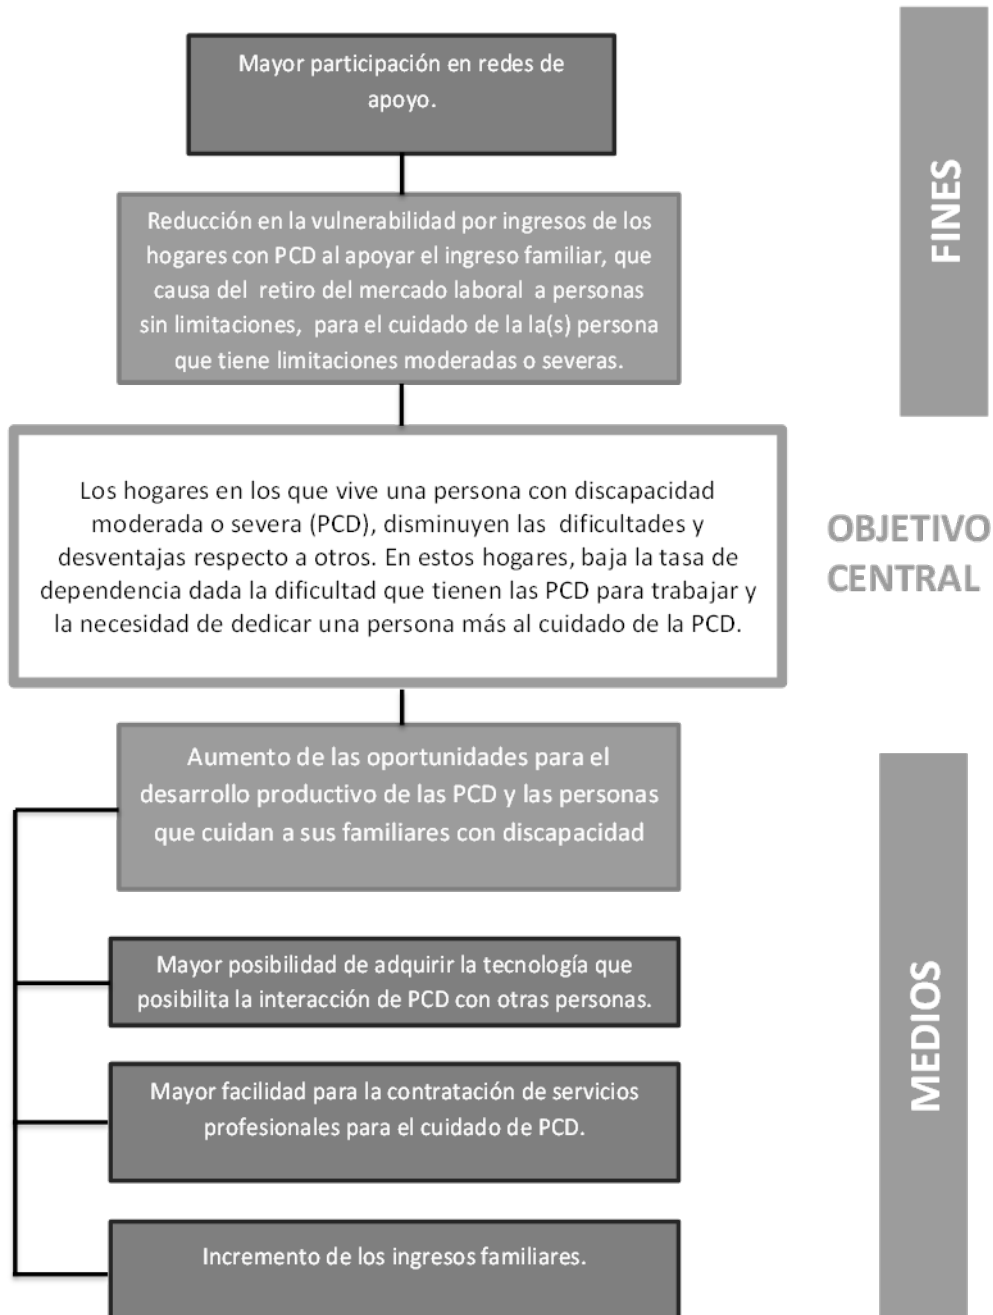 Mayor participación en redes de
apoyo.
FINES
Reducción en la vulnerabilidad por ingresos de los
hogares con PCD al apoyar el ingreso familiar, que
causa del retiro del mercado laboral a personas
sin limitaciones, para el cuidado de la la(s) persona
que tiene limitaciones moderadas o severas.
Los hogares en los que vive una persona con discapacidad
moderada o severa (PCD), disminuyen las dificultades y
desventajas respecto a otros. En estos hogares, baja la tasa de
dependencia dada la dificultad que tienen las PCD para trabajar y
la necesidad de dedicar una persona más al cuidado de la PCD.
OBJETIVO
CENTRAL
Aumento de las oportunidades para el
desarrollo productivo de las PCD y las personas
que cuidan a sus familiares con discapacidad
Mayor posibilidad de adquirir la tecnología que
posibilita la interacción de PCD con otras personas.
MEDIOS
Mayor facilidad para la contratación de servicios
profesionales para el cuidado de PCD.
Incremento de los ingresos familiares.